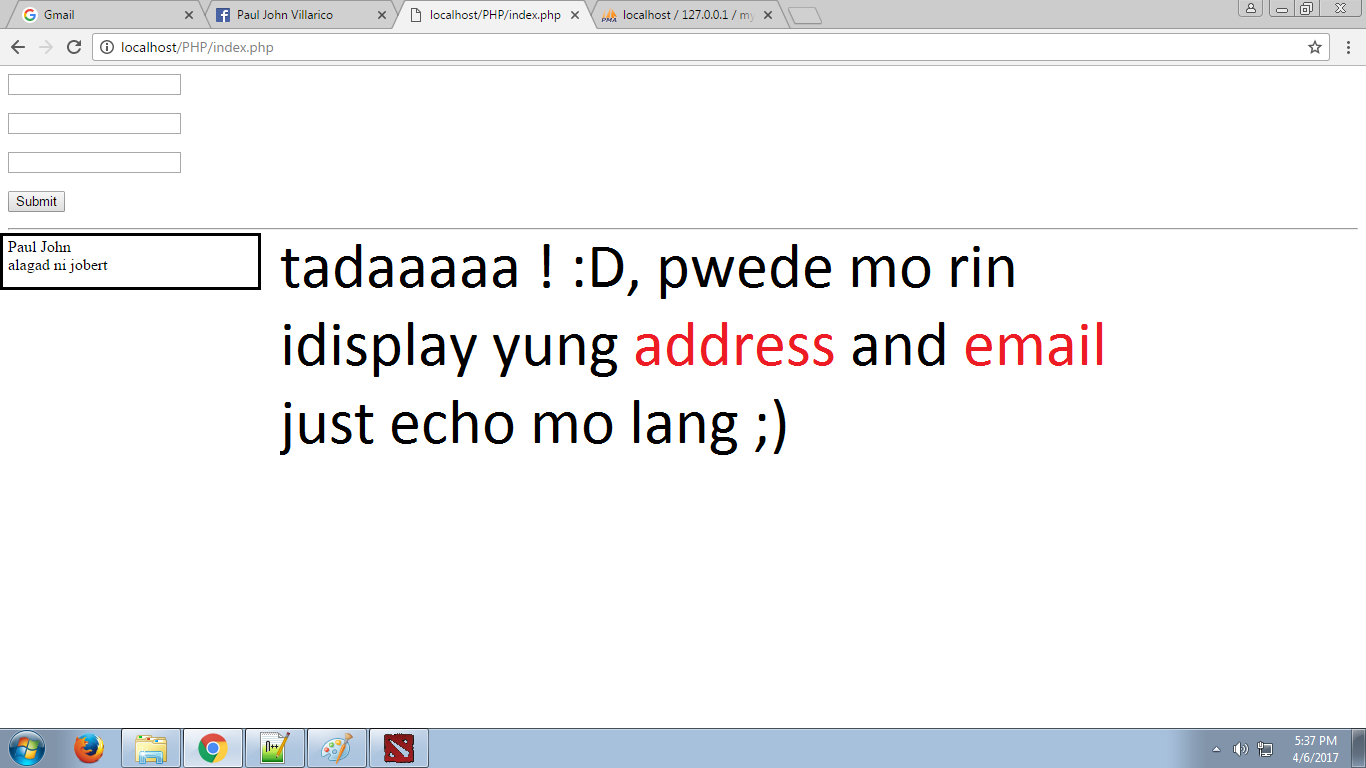 Gmail
Paul John Villarico
localhost/PHP/index.php
localhost / 127.0.0.1 / my
localhost/PHP/index.php
Submit
Paul John
alagad ni jobert
tadaaaaa ! :D, pwede mo rin
idisplay yung address and email
just echo mo lang ;)
5:37 PM
4/6/2017